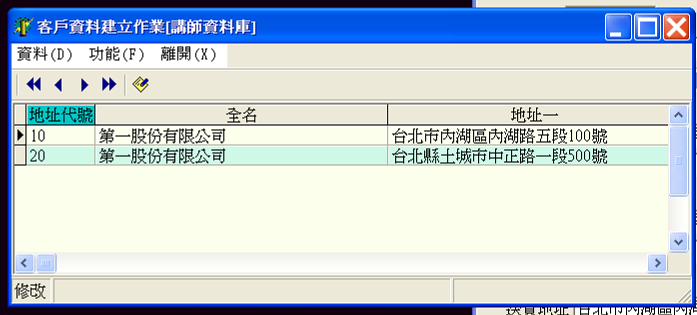 客戶資料建立作業[講師資料庫]
資料(D) 功能(F) 離開(X)
地址代號 全名 地址一
10 第一股份有限公司 台北市內湖區內湖路五段100號
20 第一股份有限公司 台北縣土城市中正路一段500號
修改